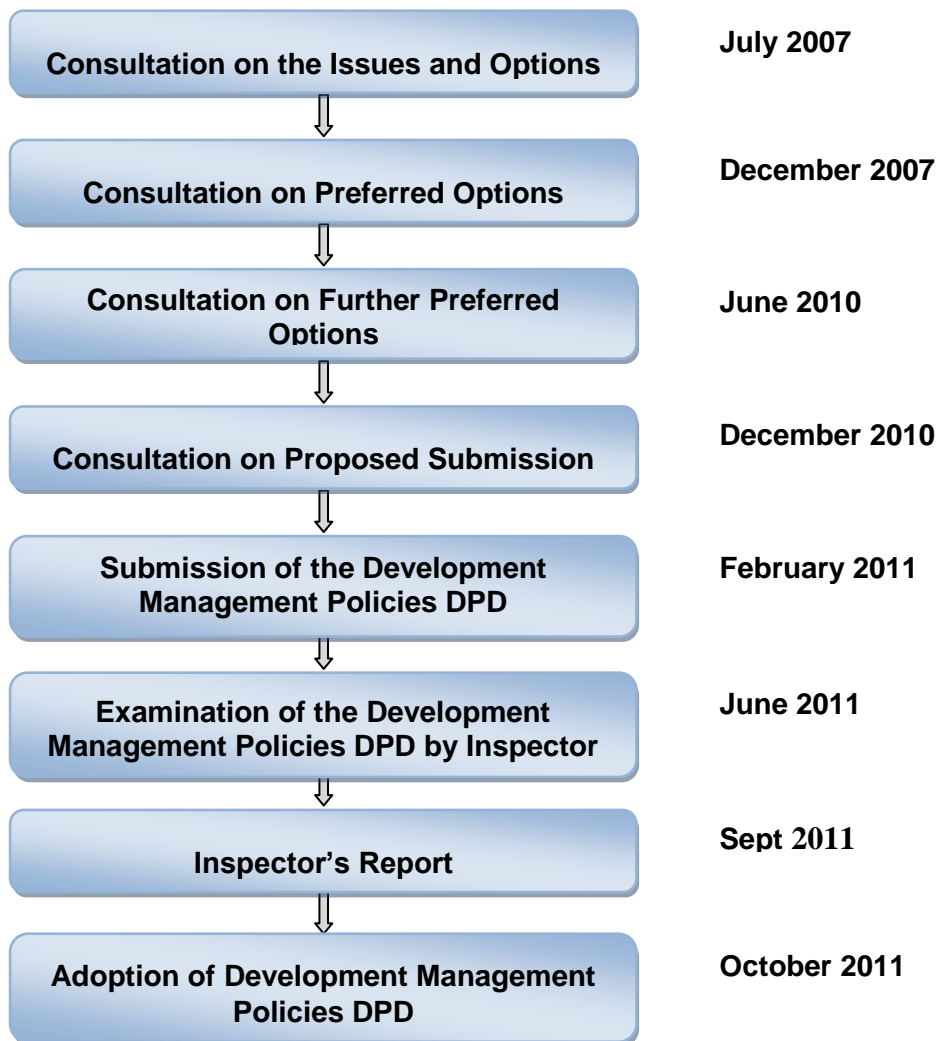 Consultation on the Issues and Options
July 2007
Consultation on Preferred Options
December 2007
Consultation on Further Preferred
Options
June 2010
Consultation on Proposed Submission
December 2010
Submission of the Development
Management Policies DPD
February 2011
Examination of the Development
Management Policies DPD by Inspector
June 2011
Inspector’s Report
Sept 2011
Adoption of Development Management
Policies DPD
October 2011